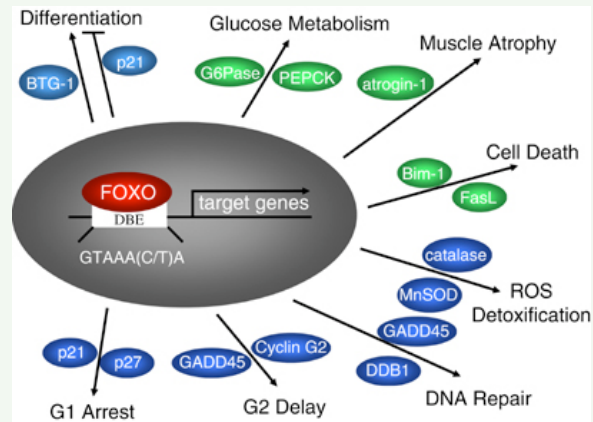 Differentiation
Glucose Metabolism
Muscle Atrophy
BTG-1
p21
G6Pase
PEPCK
atrogin-1
Cell Death
Bim-1
FasL
FOXO
DBE
target genes
GTAAA(C/T)A
catalase
MnSOD
ROS
Detoxification
GADD45
DDB1
DNA Repair
p21
p27
G1 Arrest
GADD45
Cyclin G2
G2 Delay